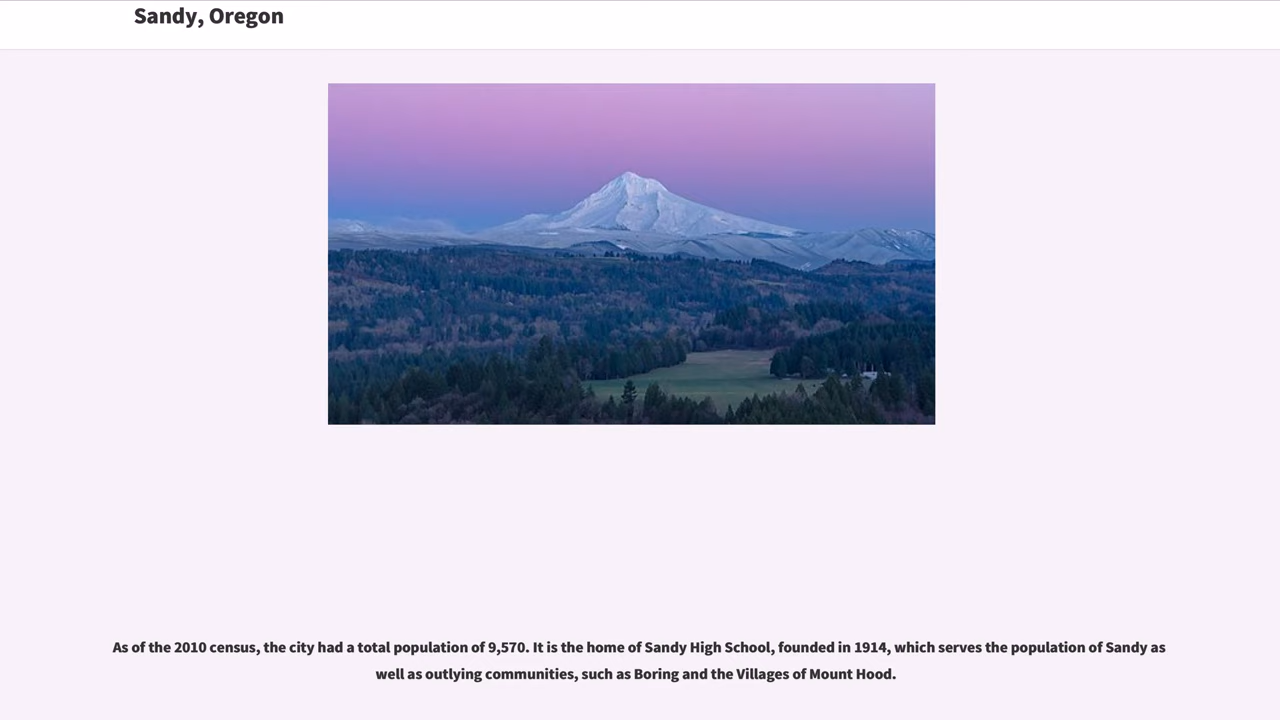 Sandy, Oregon
As of the 2010 census, the city had a total population of 9,570. It is the home of Sandy High School, founded in 1914, which serves the population of Sandy as
well as outlying communities, such as Boring and the Villages of Mount Hood.